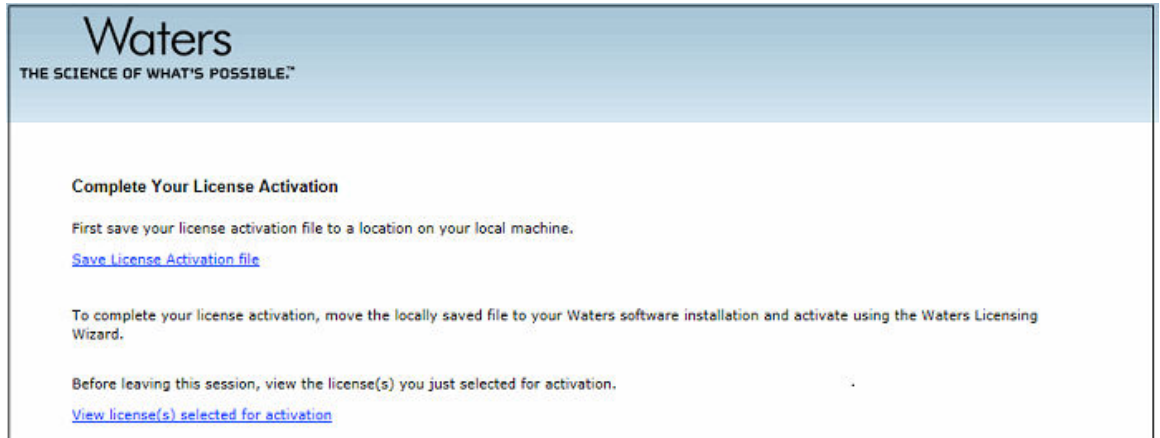 Waters
THE SCIENCE OF WHAT'S POSSIBLE.™
Complete Your License Activation
First save your license activation file to a location on your local machine.
Save License Activation file
To complete your license activation, move the locally saved file to your Waters software installation and activate using the Waters Licensing
Wizard.
Before leaving this session, view the license(s) you just selected for activation.
View license(s) selected for activation